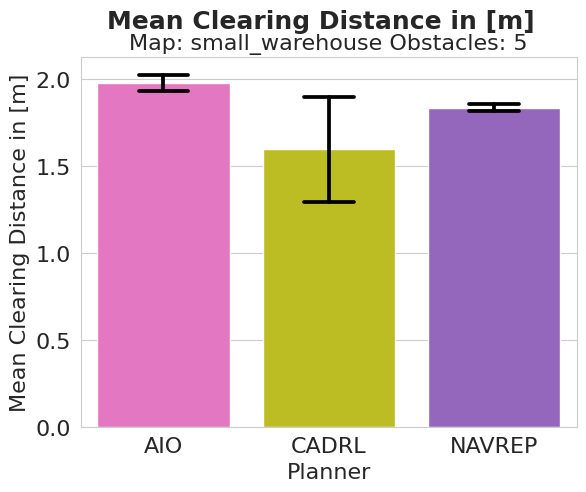 Mean Clearing Distance in [m]
Map: small_warehouse Obstacles: 5
Mean Clearing Distance in [m]
2.0
1.5
1.0
0.5
0.0
AIO CADRL NAVREP
Planner